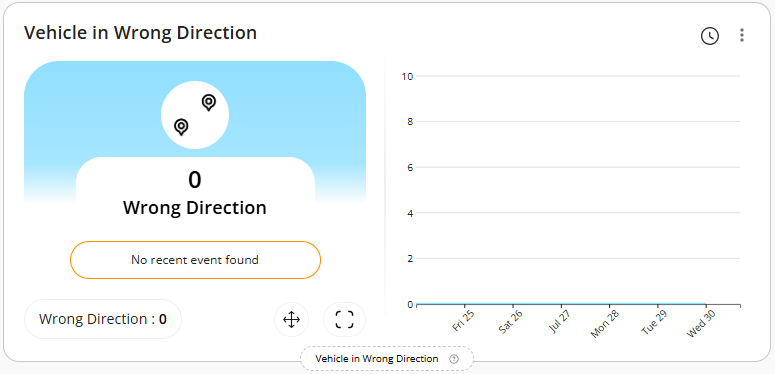 Vehicle in Wrong Direction
0
Wrong Direction
No recent event found
Wrong Direction : 0
10
8
6
4
2
0
Fri 25
Sat 26
Jul 27
Mon 28
Tue 29
Wed 30
Vehicle in Wrong Direction ?